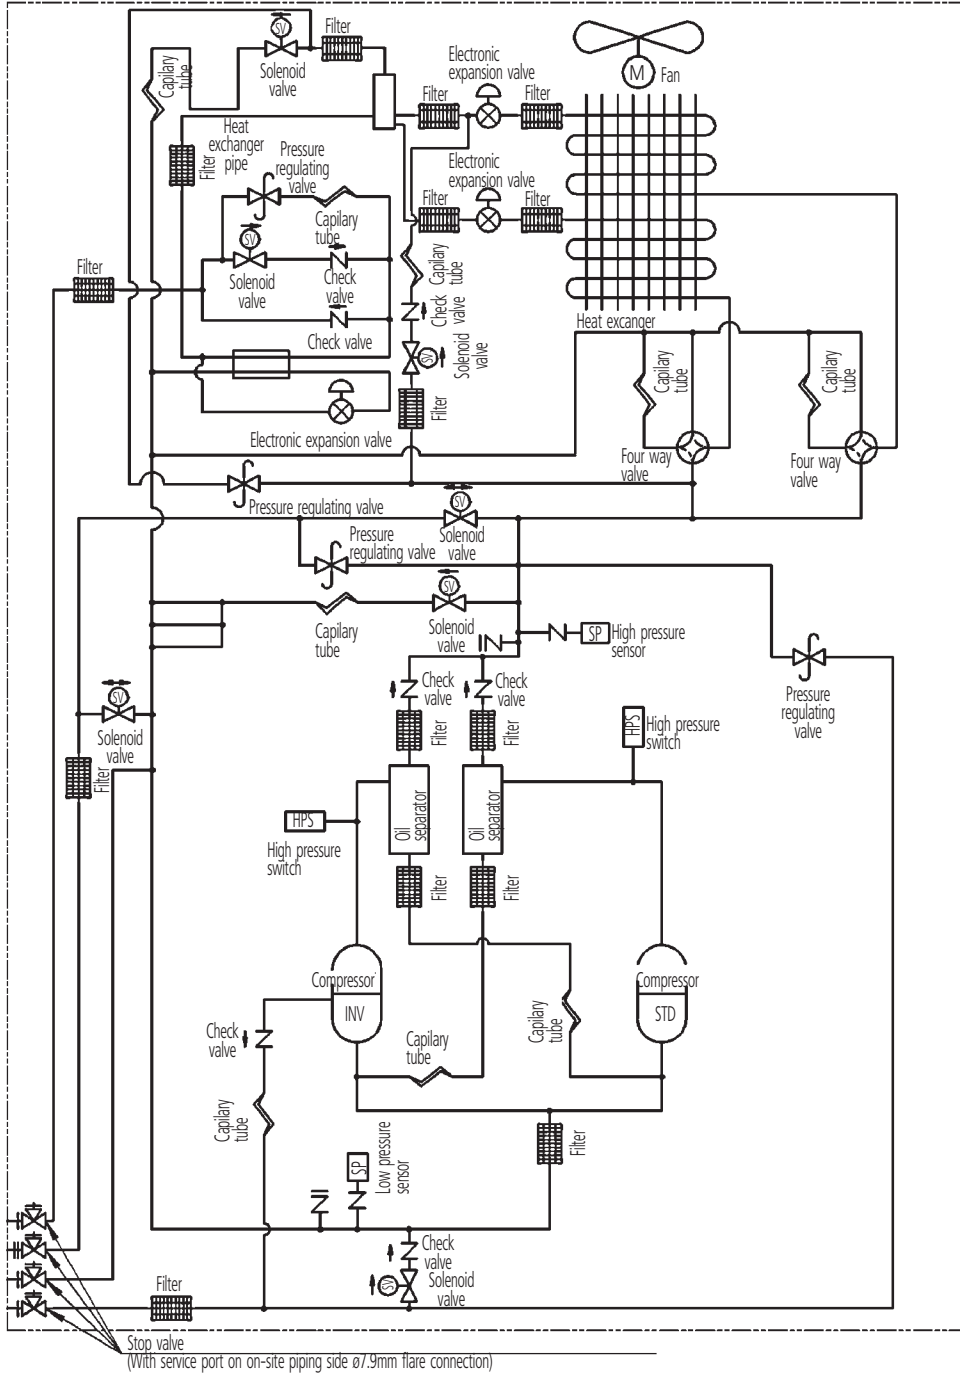 SV
Solenoid
valve
Filter
Capilary
tube
Electronic
expansion valve
Filter
Filter
M
Fan
Heat
exchanger
pipe
Filter
Pressure
regulating
valve
Capilary
tube
Electronic
expansion valve
Filter
Filter
SV
Solenoid
valve
Check
valve
Filter
Check valve
Capilary
tube
Check
valve
SV
Solenoid
valve
Filter
Heat excanger
Capilary
tube
Capilary
tube
Four way
valve
Four way
valve
Electronic expansion valve
Pressure regulating valve
SV
Solenoid
valve
Pressure
regulating valve
SV
Solenoid
valve
Capilary
tube
SP
High pressure
sensor
Check
valve
Check
valve
Pressure
regulating
valve
SV
Solenoid
valve
Filter
Filter
Filter
HPS
High pressure
switch
Oil
separator
Oil
separator
HPS
High pressure
switch
Filter
Filter
Compressor
INV
Compressor
STD
Check
valve
Capilary
tube
Capilary
tube
Capilary
tube
SP
Low pressure
sensor
Filter
Check
valve
SV
Solenoid
valve
Filter
Stop valve
(With service port on on-site piping side ø7.9mm flare connection)